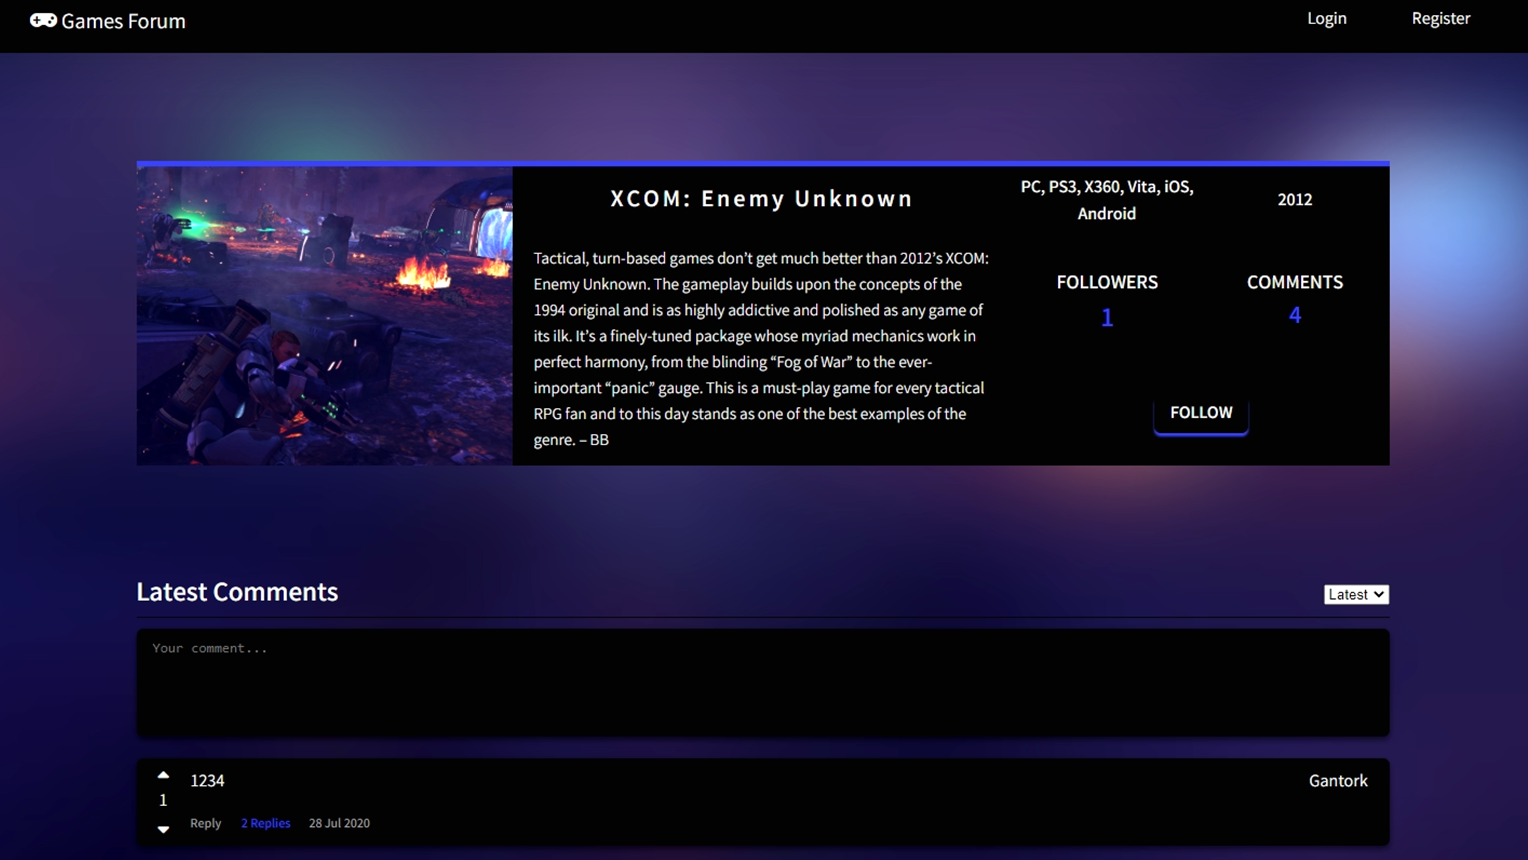 Games Forum
Login
Register
XCOM: Enemy Unknown
Tactical, turn-based games don’t get much better than 2012’s XCOM:
Enemy Unknown. The gameplay builds upon the concepts of the
1994 original and is as highly addictive and polished as any game of
its ilk. It’s a finely-tuned package whose myriad mechanics work in
perfect harmony, from the blinding “Fog of War” to the ever-
important “panic” gauge. This is a must-play game for every tactical
RPG fan and to this day stands as one of the best examples of the
genre. – BB
PC, PS3, X360, Vita, iOS,
Android
2012
FOLLOWERS
1
COMMENTS
4
FOLLOW
Latest Comments
Latest
Your comment...
1
1234
Gantork
Reply
2 Replies
28 Jul 2020